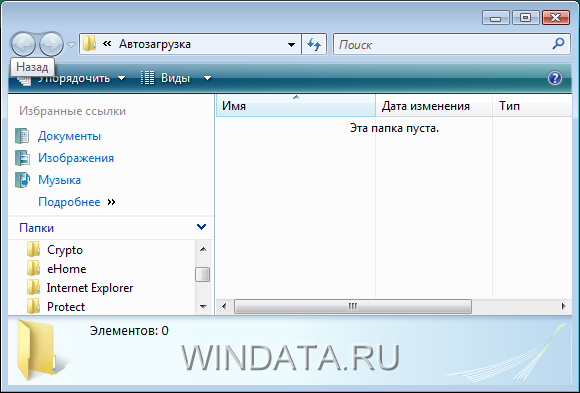 « Автозагрузка
Поиск
Назад
Упорядочить
Виды
?
Избранные ссылки
Документы
Изображения
Музыка
Подробнее »
Папки
Crypto
eHome
Internet Explorer
Protect
Имя
Дата изменения
Тип
Эта папка пуста.
Элементов: 0
WINDATA.RU